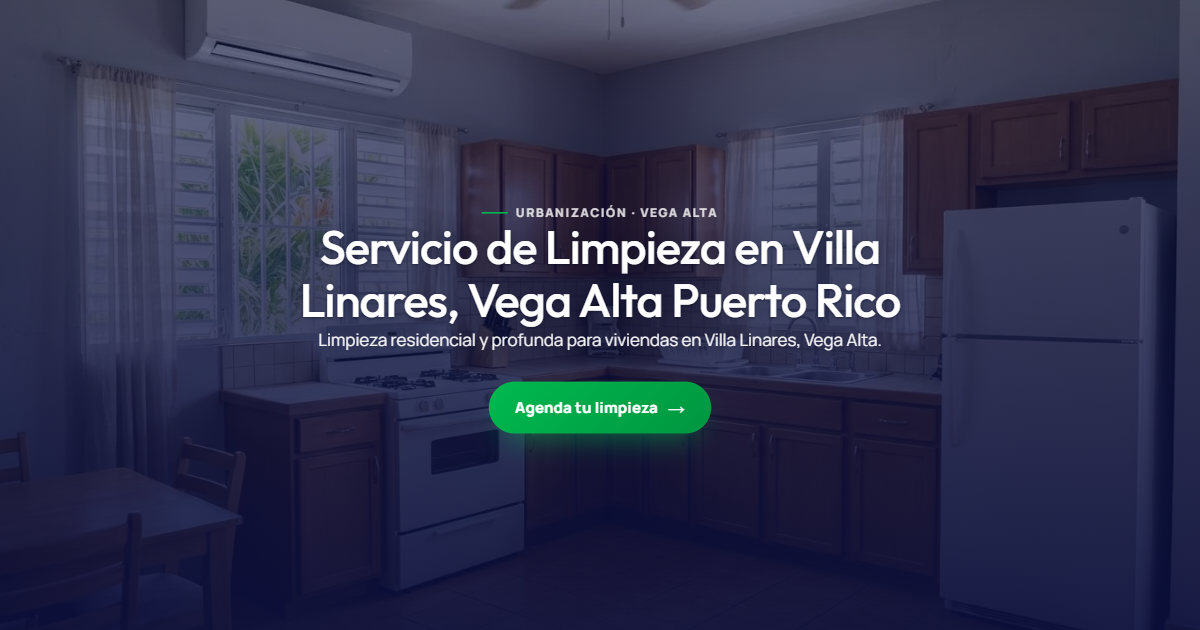 URBANIZACIÓN · VEGA ALTA
Servicio de Limpieza en Villa
Linares, Vega Alta Puerto Rico
Limpieza residencial y profunda para viviendas en Villa Linares, Vega Alta.
Agenda tu limpieza →